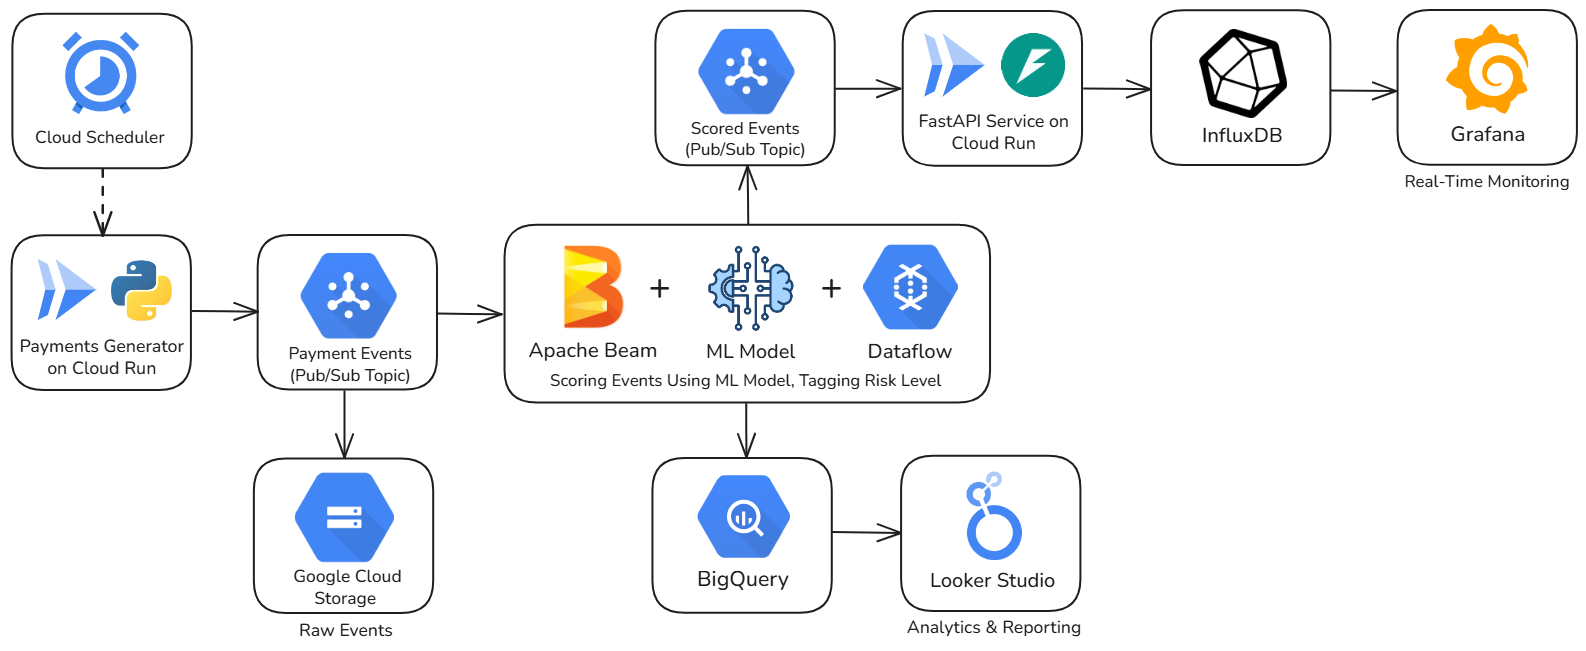 Cloud Scheduler
Payments Generator
on Cloud Run
Payment Events
(Pub/Sub Topic)
Google Cloud
Storage
Raw Events
Apache Beam
+
ML Model
+
Dataflow
Scoring Events Using ML Model, Tagging Risk Level
Scored Events
(Pub/Sub Topic)
FastAPI Service on
Cloud Run
InfluxDB
Grafana
Real-Time Monitoring
BigQuery
Looker Studio
Analytics & Reporting